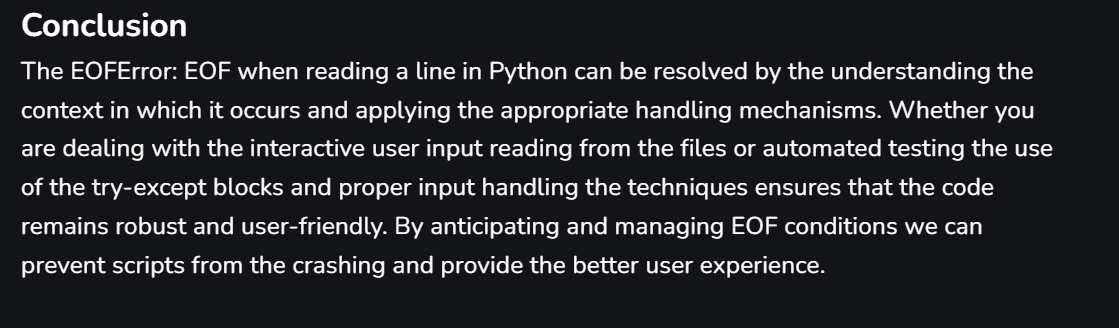 Conclusion
The EOFError: EOF when reading a line in Python can be resolved by the understanding the
context in which it occurs and applying the appropriate handling mechanisms. Whether you
are dealing with the interactive user input reading from the files or automated testing the use
of the try-except blocks and proper input handling the techniques ensures that the code
remains robust and user-friendly. By anticipating and managing EOF conditions we can
prevent scripts from the crashing and provide the better user experience.